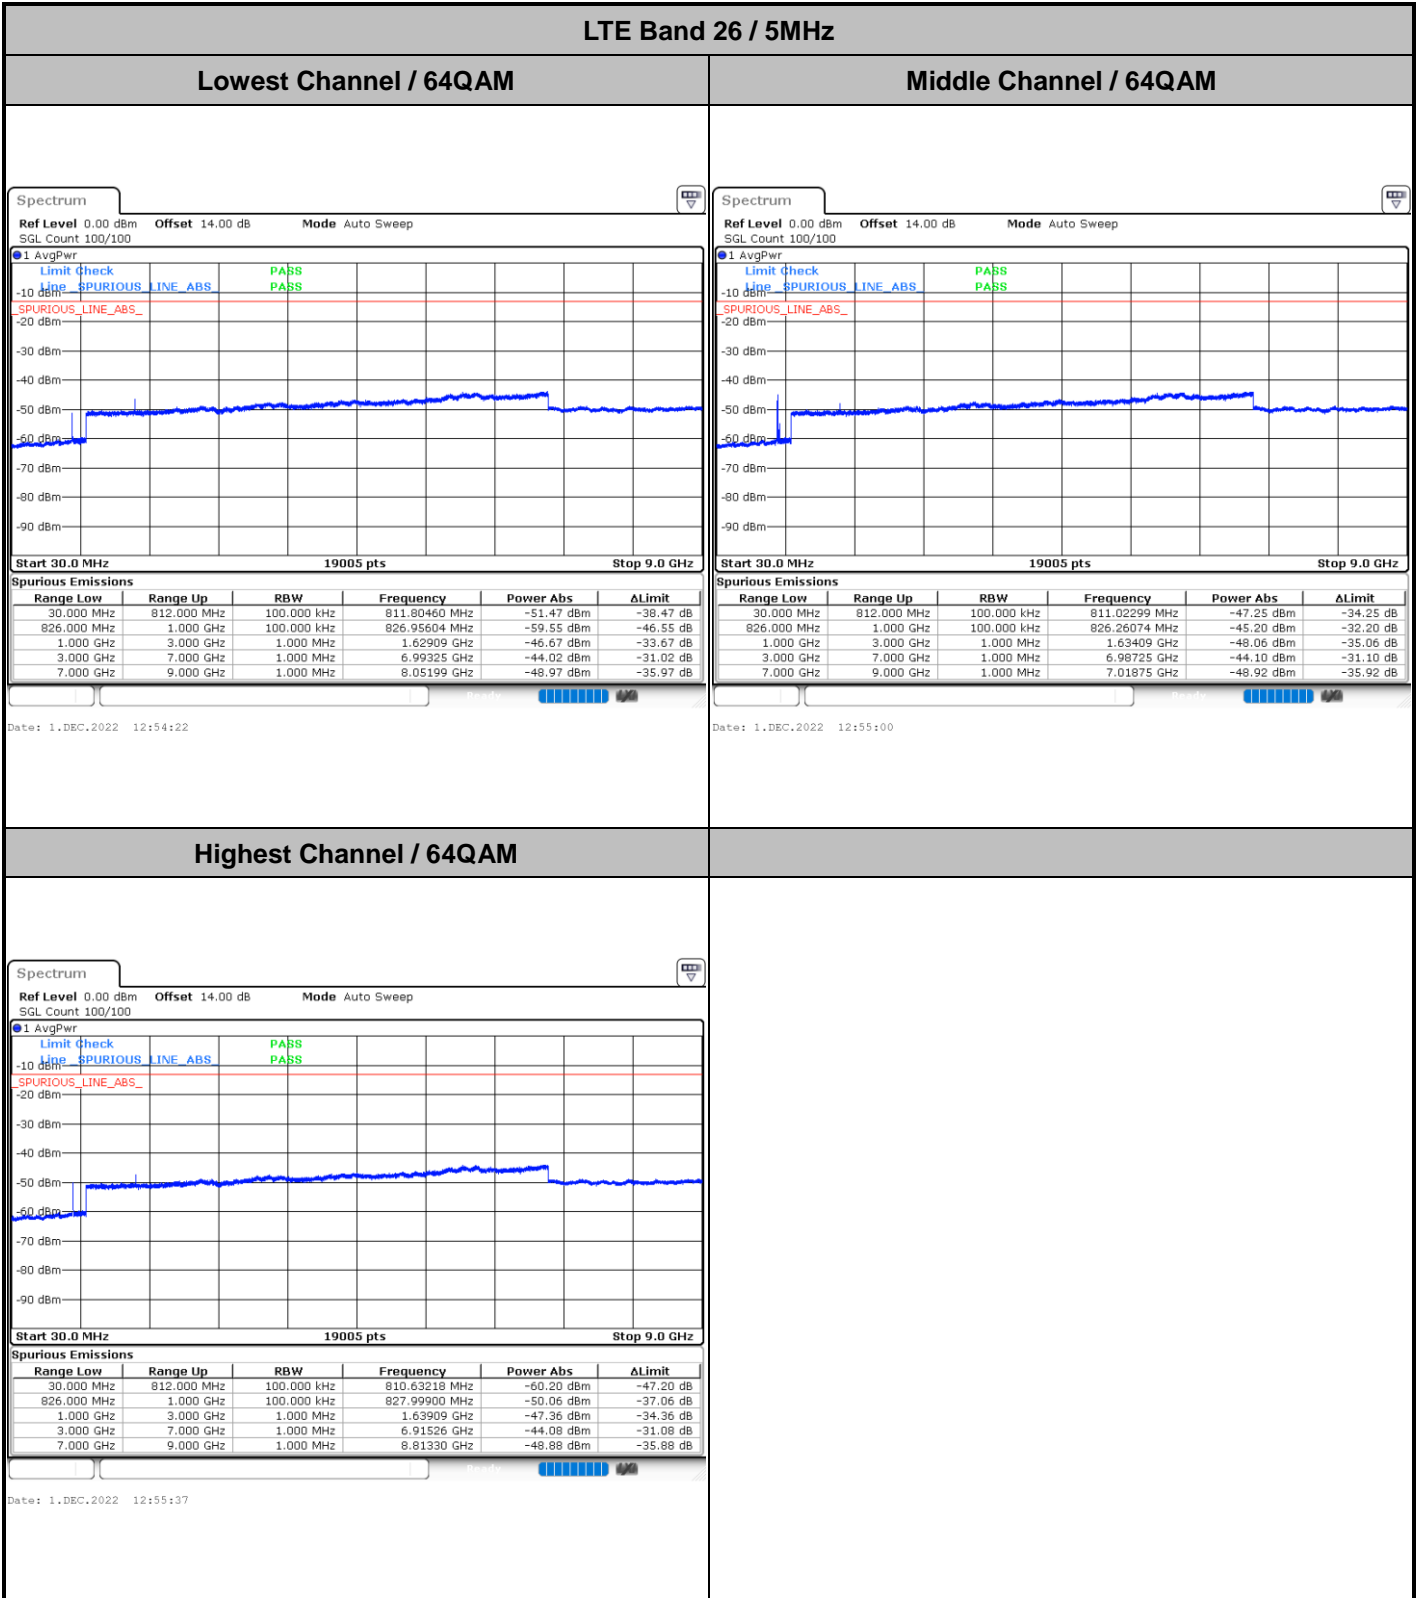 LTE Band 26 / 5MHz
Lowest Channel / 64QAM
Middle Channel / 64QAM
Spectrum
Ref Level 0.00 dBm Offset 14.00 dB Mode Auto Sweep
SGL Count 100/100
1 AvgPwr
Limit Check PASS
Line _SPURIOUS_LINE_ABS_ PASS
-10 dBm
_SPURIOUS_LINE_ABS_
-20 dBm
-30 dBm
-40 dBm
-50 dBm
-60 dBm
-70 dBm
-80 dBm
-90 dBm
Start 30.0 MHz 19005 pts Stop 9.0 GHz
Spurious Emissions
Range Low Range Up RBW Frequency Power Abs ΔLimit
30.000 MHz 812.000 MHz 100.000 kHz 811.80460 MHz -51.47 dBm -38.47 dB
826.000 MHz 1.000 GHz 100.000 kHz 826.95604 MHz -59.55 dBm -46.55 dB
1.000 GHz 3.000 GHz 1.000 MHz 1.62909 GHz -46.67 dBm -33.67 dB
3.000 GHz 7.000 GHz 1.000 MHz 6.99325 GHz -44.02 dBm -31.02 dB
7.000 GHz 9.000 GHz 1.000 MHz 8.05199 GHz -48.97 dBm -35.97 dB
Ready
Date: 1.DEC.2022 12:54:22
Spectrum
Ref Level 0.00 dBm Offset 14.00 dB Mode Auto Sweep
SGL Count 100/100
1 AvgPwr
Limit Check PASS
Line _SPURIOUS_LINE_ABS_ PASS
-10 dBm
_SPURIOUS_LINE_ABS_
-20 dBm
-30 dBm
-40 dBm
-50 dBm
-60 dBm
-70 dBm
-80 dBm
-90 dBm
Start 30.0 MHz 19005 pts Stop 9.0 GHz
Spurious Emissions
Range Low Range Up RBW Frequency Power Abs ΔLimit
30.000 MHz 812.000 MHz 100.000 kHz 811.02299 MHz -47.25 dBm -34.25 dB
826.000 MHz 1.000 GHz 100.000 kHz 826.26074 MHz -45.20 dBm -32.20 dB
1.000 GHz 3.000 GHz 1.000 MHz 1.63409 GHz -48.06 dBm -35.06 dB
3.000 GHz 7.000 GHz 1.000 MHz 6.98725 GHz -44.10 dBm -31.10 dB
7.000 GHz 9.000 GHz 1.000 MHz 7.01875 GHz -48.92 dBm -35.92 dB
Ready
Date: 1.DEC.2022 12:55:00
Highest Channel / 64QAM
Spectrum
Ref Level 0.00 dBm Offset 14.00 dB Mode Auto Sweep
SGL Count 100/100
1 AvgPwr
Limit Check PASS
Line _SPURIOUS_LINE_ABS_ PASS
-10 dBm
_SPURIOUS_LINE_ABS_
-20 dBm
-30 dBm
-40 dBm
-50 dBm
-60 dBm
-70 dBm
-80 dBm
-90 dBm
Start 30.0 MHz 19005 pts Stop 9.0 GHz
Spurious Emissions
Range Low Range Up RBW Frequency Power Abs ΔLimit
30.000 MHz 812.000 MHz 100.000 kHz 810.63218 MHz -60.20 dBm -47.20 dB
826.000 MHz 1.000 GHz 100.000 kHz 827.99900 MHz -50.06 dBm -37.06 dB
1.000 GHz 3.000 GHz 1.000 MHz 1.63909 GHz -47.36 dBm -34.36 dB
3.000 GHz 7.000 GHz 1.000 MHz 6.91526 GHz -44.08 dBm -31.08 dB
7.000 GHz 9.000 GHz 1.000 MHz 8.81330 GHz -48.88 dBm -35.88 dB
Ready
Date: 1.DEC.2022 12:55:37